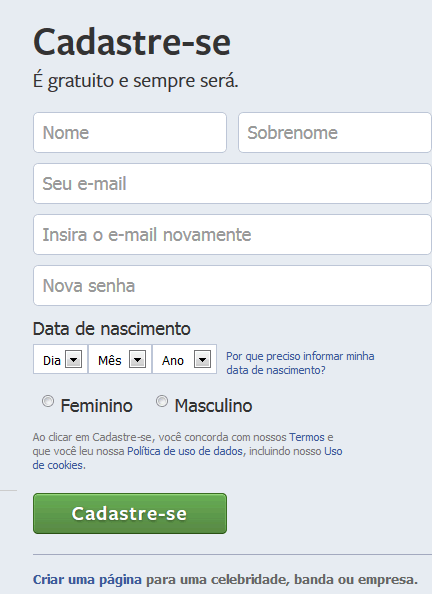 Cadastre-se
É gratuito e sempre será.
Nome Sobrenome
Seu e-mail
Insira o e-mail novamente
Nova senha
Data de nascimento
Dia Mês Ano Por que preciso informar minha
data de nascimento?
Feminino Masculino
Ao clicar em Cadastre-se, você concorda com nossos Termos e
que você leu nossa Política de uso de dados, incluindo nosso Uso
de cookies.
Cadastre-se
Criar uma página para uma celebridade, banda ou empresa.